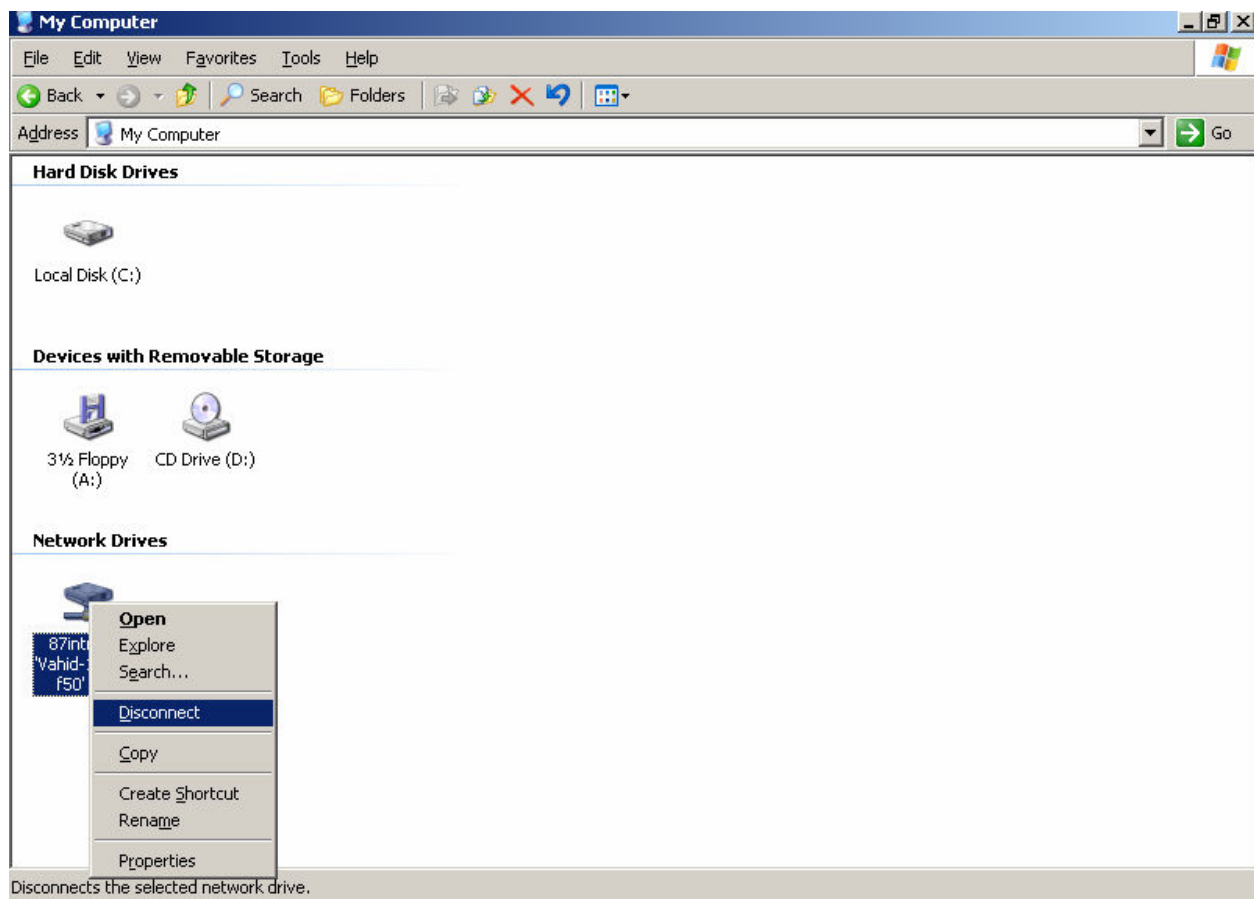 My Computer
File Edit View Favorites Tools Help
Back Search Folders
Address My Computer Go
Hard Disk Drives
Local Disk (C:)
Devices with Removable Storage
3½ Floppy
(A:)
CD Drive (D:)
Network Drives
f50'
Open
Explore
Search...
Disconnect
Copy
Create Shortcut
Rename
Properties
Disconnects the selected network drive.